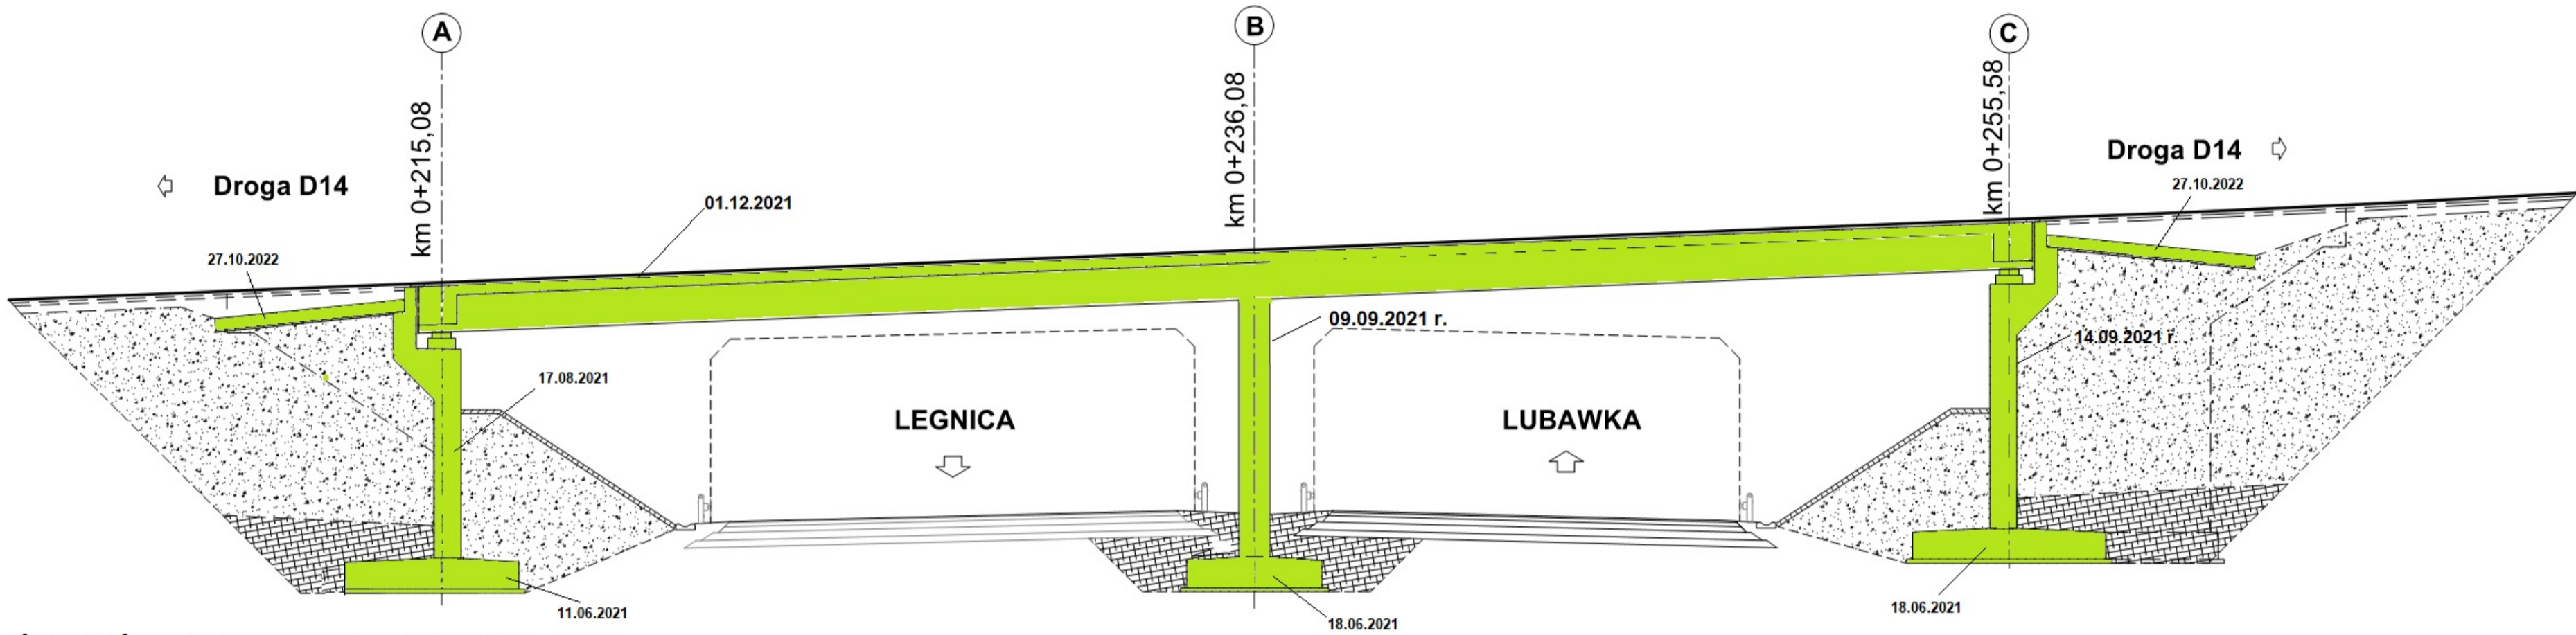 A
B
C
km 0+215,08
km 0+236,08
km 0+255,58
Droga D14
Droga D14
27.10.2022
01.12.2021
27.10.2022
09.09.2021 r.
14.09.2021 r.
17.08.2021
LEGNICA
LUBAWKA
11.06.2021
18.06.2021
18.06.2021